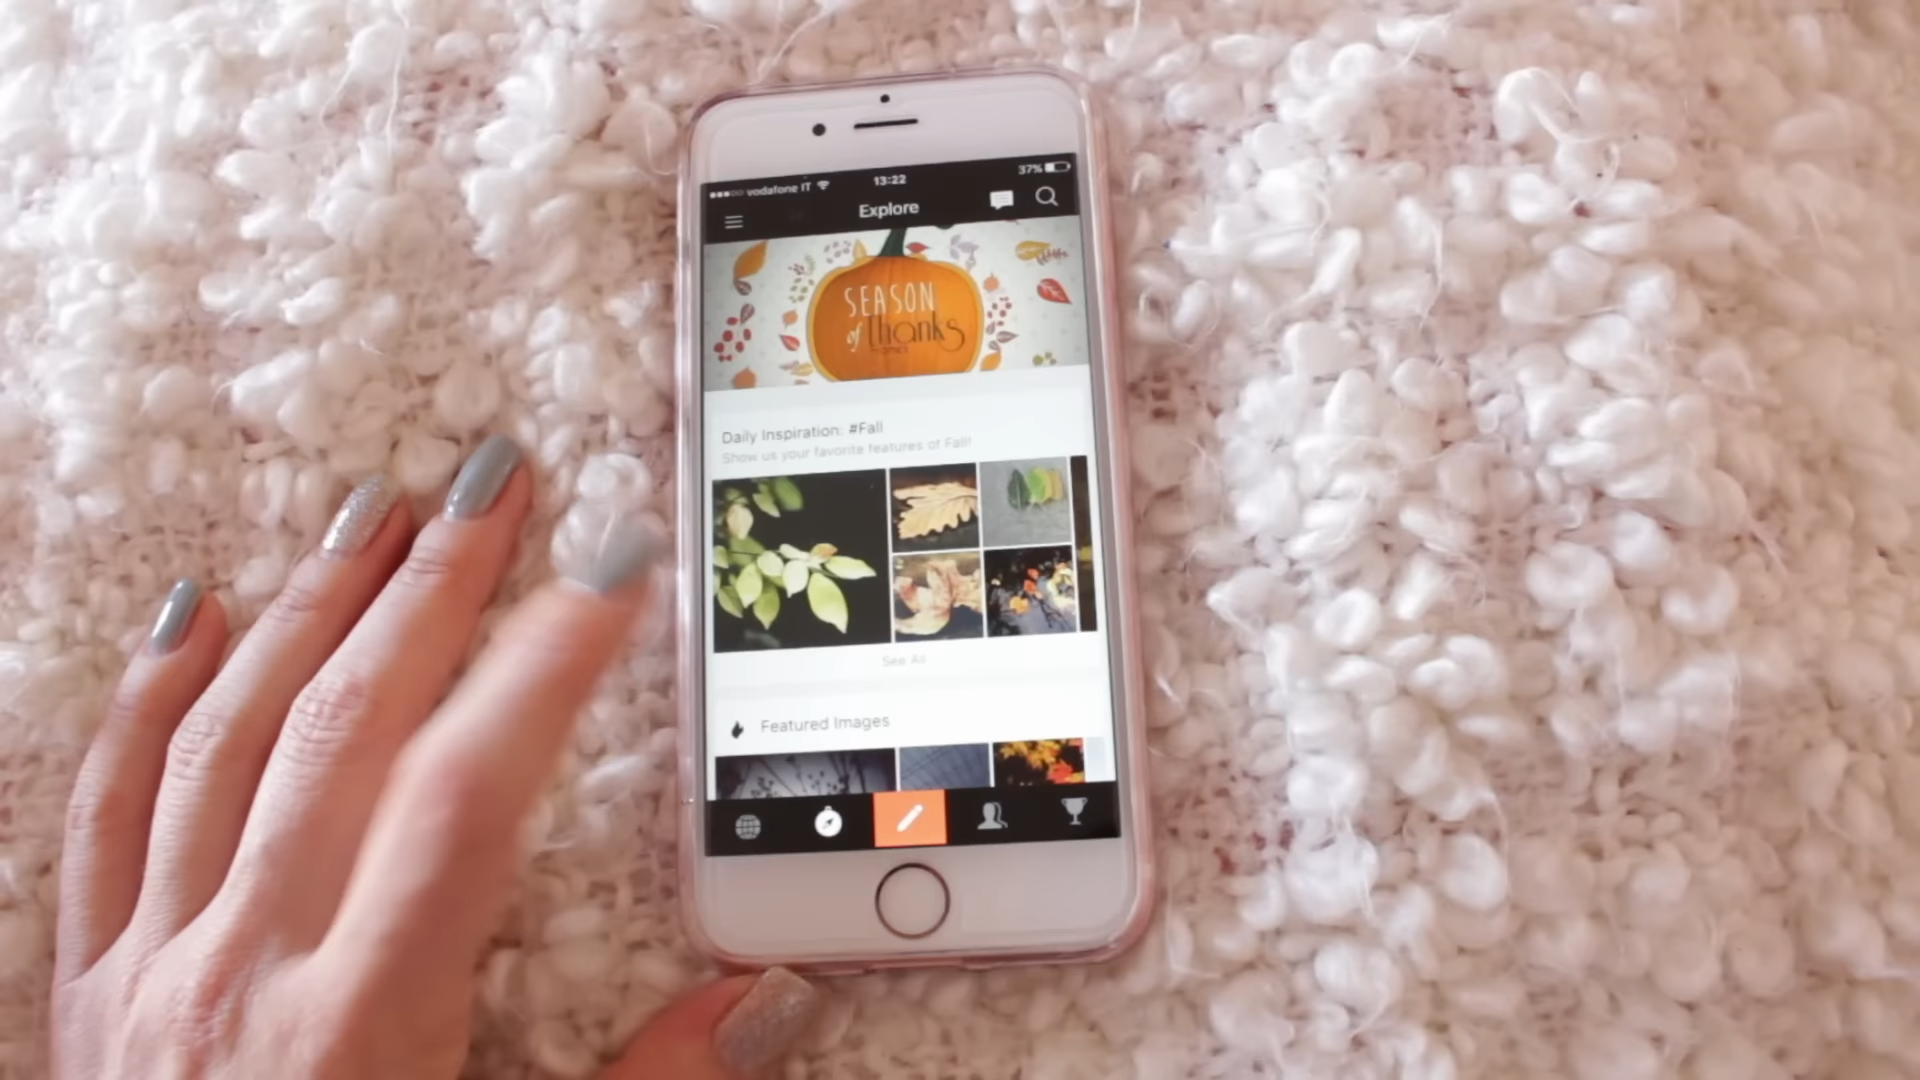 vodafone IT
13:22
37%
Explore
SEASON
of thanks
Daily Inspiration: #Fall
Show us your favorite features of Fall!
See All
Featured Images